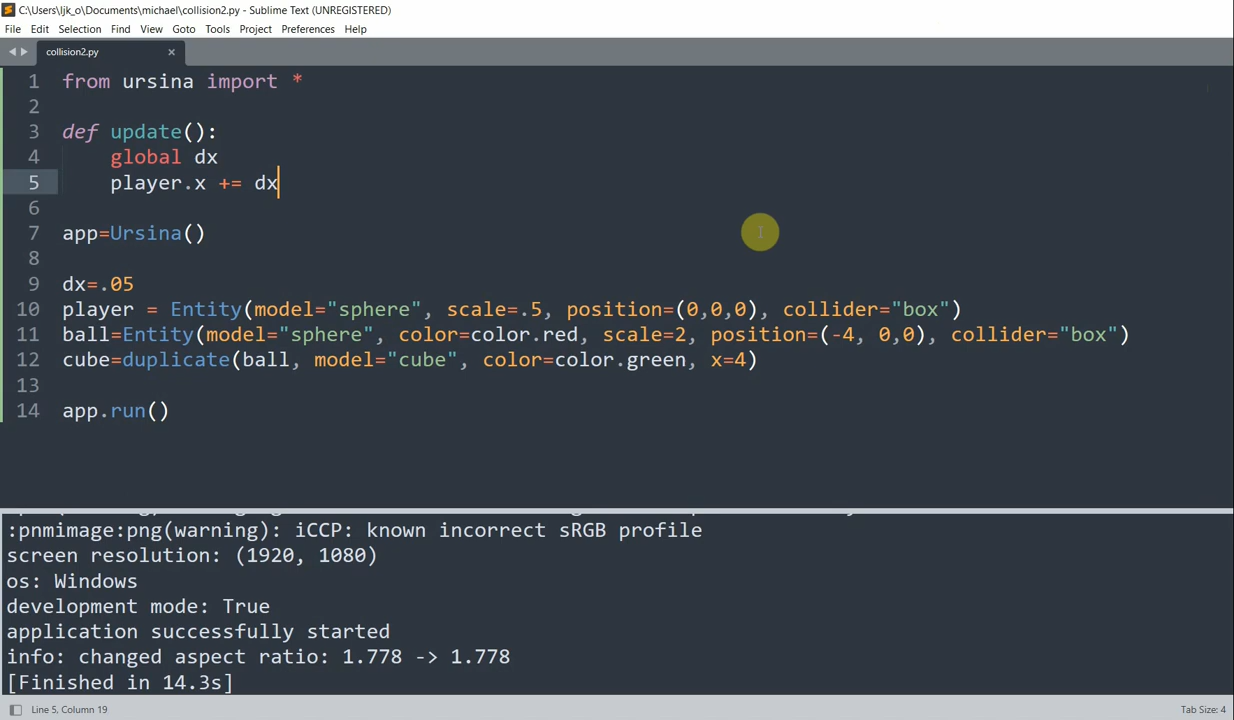 C:\Users\ljk_o\Documents\michael\collision2.py - Sublime Text (UNREGISTERED)
File Edit Selection Find View Goto Tools Project Preferences Help
collision2.py ×
1 from ursina import *
2
3 def update():
4     global dx
5     player.x += dx
6
7 app=Ursina()
8
9 dx=.05
10 player = Entity(model="sphere", scale=.5, position=(0,0,0), collider="box")
11 ball=Entity(model="sphere", color=color.red, scale=2, position=(-4, 0,0), collider="box")
12 cube=duplicate(ball, model="cube", color=color.green, x=4)
13
14 app.run()
:pnmimage:png(warning): iCCP: known incorrect sRGB profile
screen resolution: (1920, 1080)
os: Windows
development mode: True
application successfully started
info: changed aspect ratio: 1.778 -> 1.778
[Finished in 14.3s]
Line 5, Column 19
Tab Size: 4